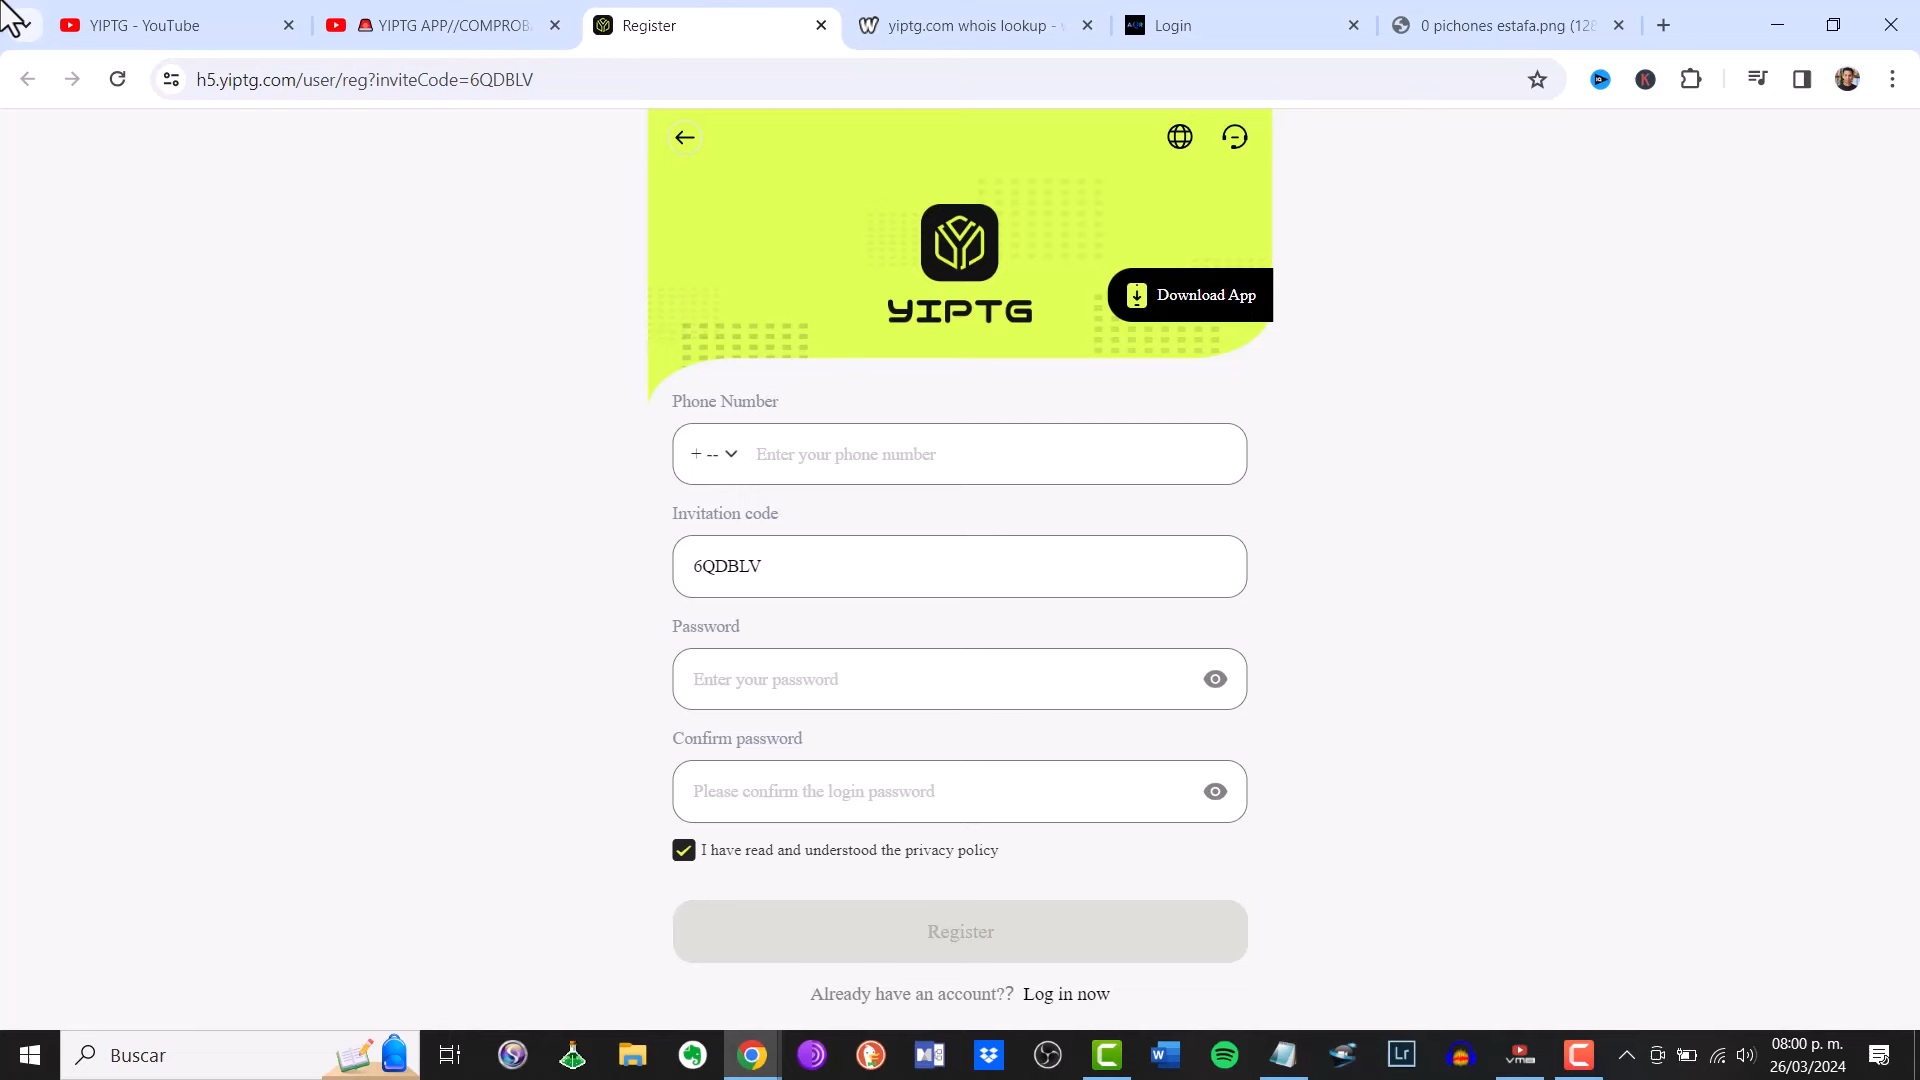 YIPTG - YouTube
YIPTG APP//COMPROB
Register
yiptg.com whois lookup -
Login
0 pichones estafa.png (128
h5.yiptg.com/user/reg?inviteCode=6QDBLV
YIPTG
Download App
Phone Number
+ -- Enter your phone number
Invitation code
6QDBLV
Password
Enter your password
Confirm password
Please confirm the login password
I have read and understood the privacy policy
Register
Already have an account?? Log in now
Buscar
08:00 p. m.
26/03/2024